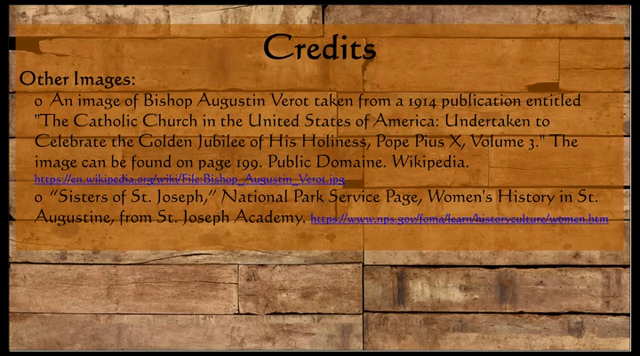 Credits
Other Images:
o An image of Bishop Augustin Verot taken from a 1914 publication entitled
"The Catholic Church in the United States of America: Undertaken to
Celebrate the Golden Jubilee of His Holiness, Pope Pius X, Volume 3." The
image can be found on page 199. Public Domaine. Wikipedia.
https://en.wikipedia.org/wiki/File:Bishop_Augustin_Verot.jpg
o “Sisters of St. Joseph,” National Park Service Page, Women's History in St.
Augustine, from St. Joseph Academy. https://www.nps.gov/foma/learn/historyculture/women.htm